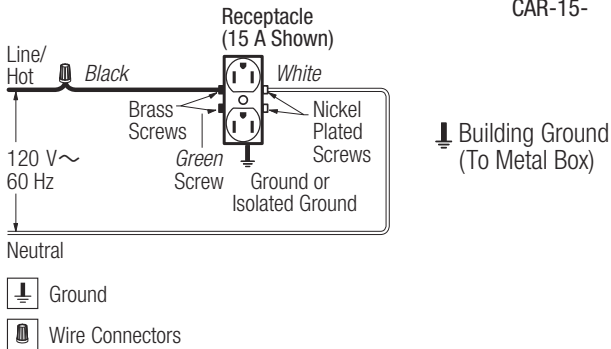 CAR-15-
Receptacle
(15 A Shown)
Line/
Hot
Black
White
Brass
Screws
Nickel
Plated
Screws
Green
Screw
Ground or
Isolated Ground
120 V~
60 Hz
Neutral
Building Ground
(To Metal Box)
Ground
Wire Connectors